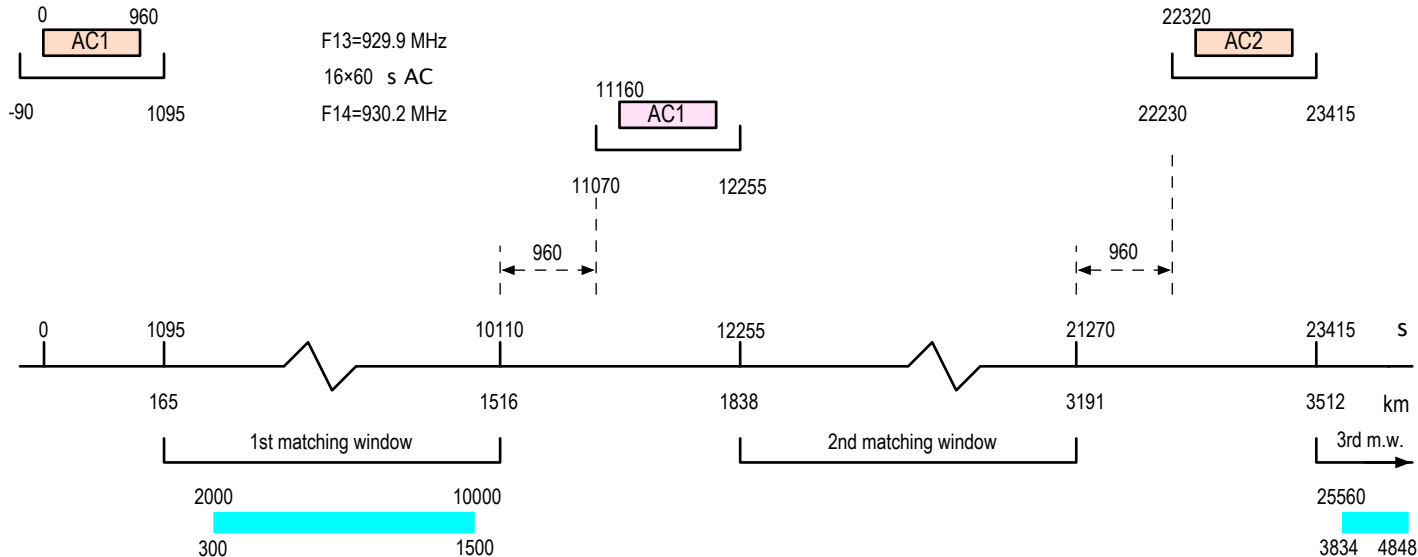 0 960 22320
AC1 F13=929.9 MHz AC2
16×60 s AC
11160
-90 1095 F14=930.2 MHz AC1 22230 23415
11070 12255
960 960
0 1095 10110 12255 21270 23415 s
165 1516 1838 3191 3512 km
1st matching window 2nd matching window 3rd m.w.
2000 10000 25560
300 1500 3834 4848